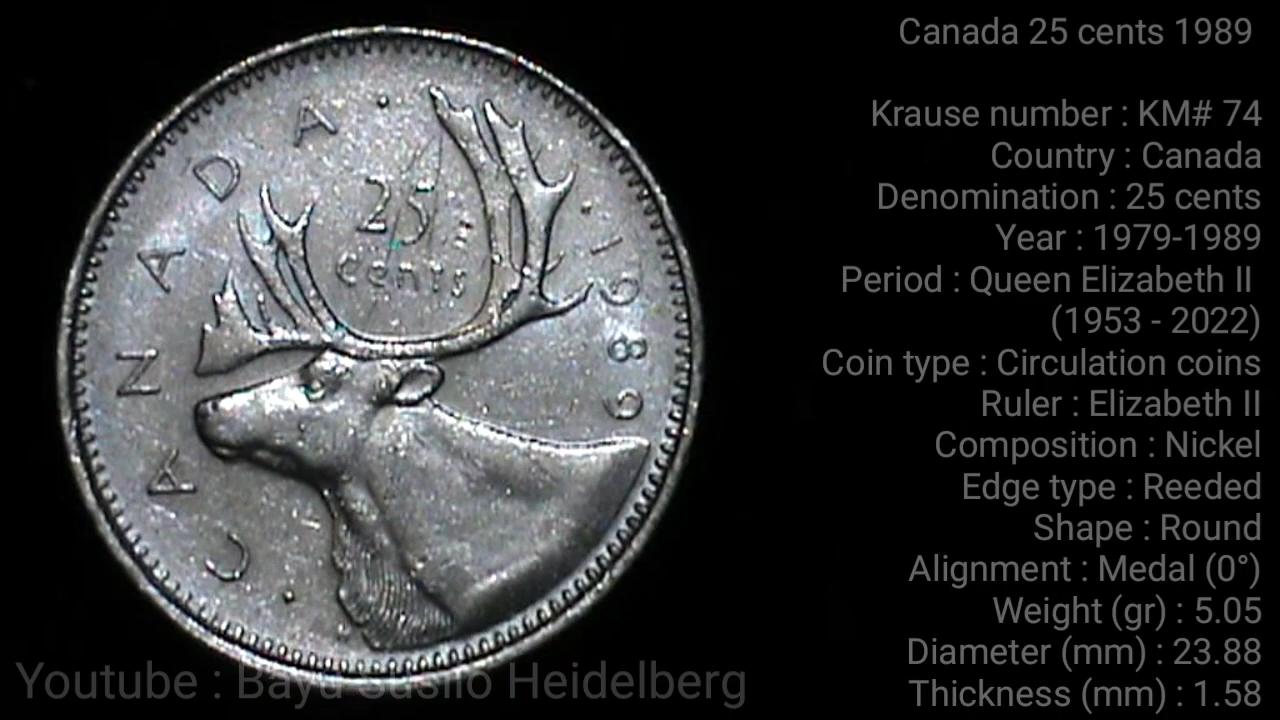 Canada 25 cents 1989
CANADA
25
cents
1989
Krause number : KM# 74
Country : Canada
Denomination : 25 cents
Year : 1979-1989
Period : Queen Elizabeth II
(1953 - 2022)
Coin type : Circulation coins
Ruler : Elizabeth II
Composition : Nickel
Edge type : Reeded
Shape : Round
Alignment : Medal (0°)
Weight (gr) : 5.05
Diameter (mm) : 23.88
Thickness (mm) : 1.58
Youtube : Bayu Susilo Heidelberg